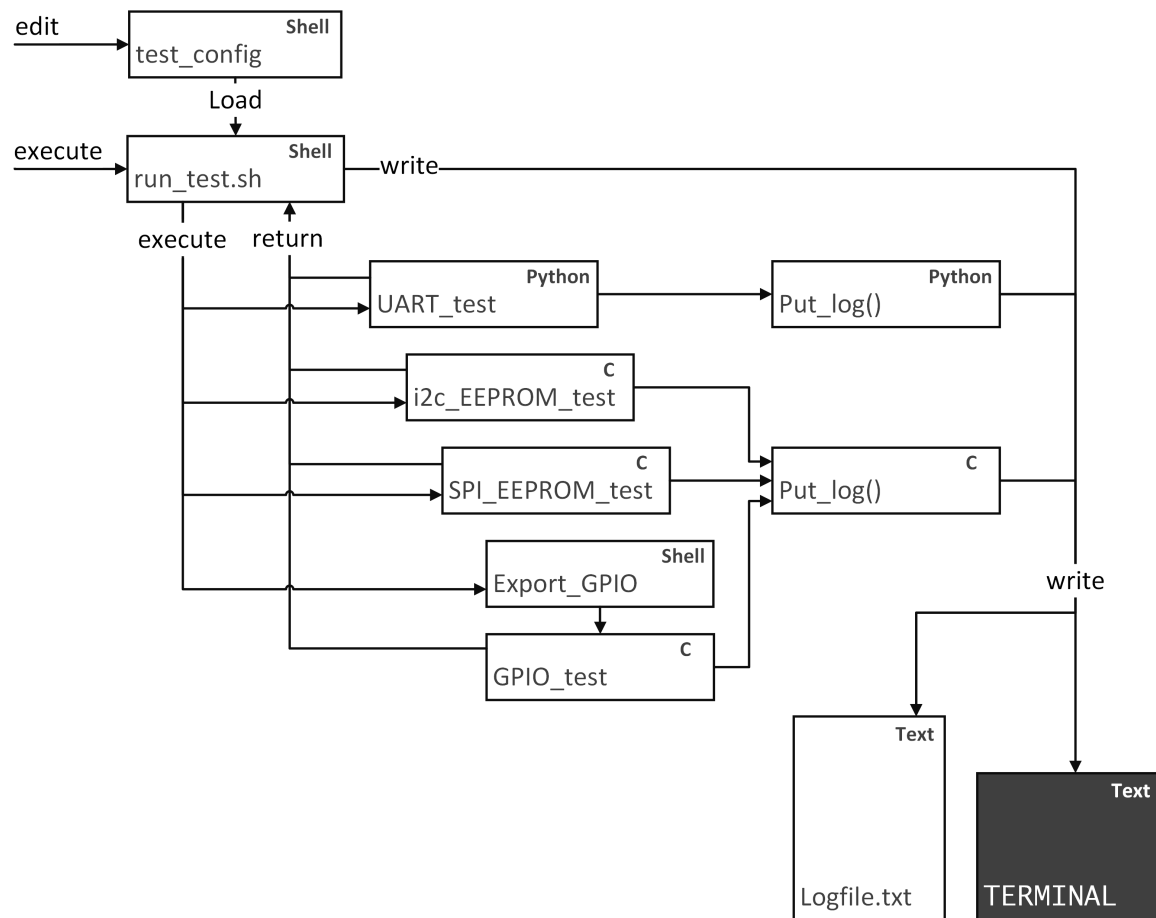 edit
Shell
test_config
Load
execute
Shell
run_test.sh
write
execute
return
Python
UART_test
Python
Put_log()
C
i2c_EEPROM_test
C
SPI_EEPROM_test
C
Put_log()
Shell
Export_GPIO
write
C
GPIO_test
Text
Logfile.txt
Text
TERMINAL